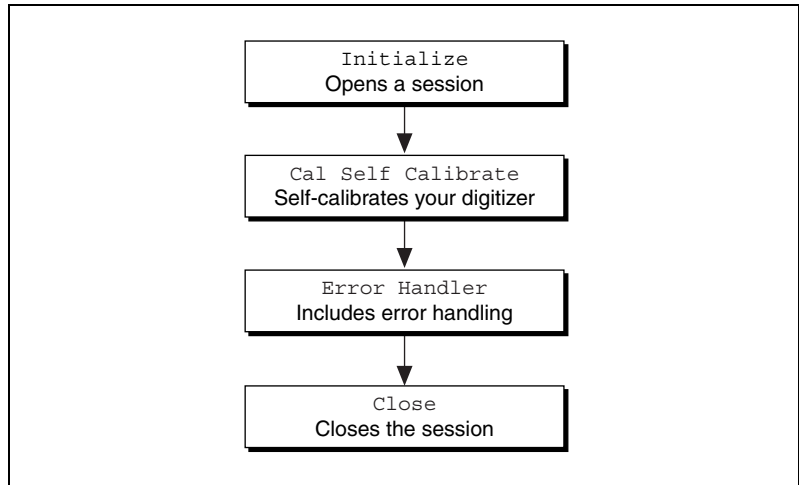 Initialize
Opens a session
Cal Self Calibrate
Self-calibrates your digitizer
Error Handler
Includes error handling
Close
Closes the session